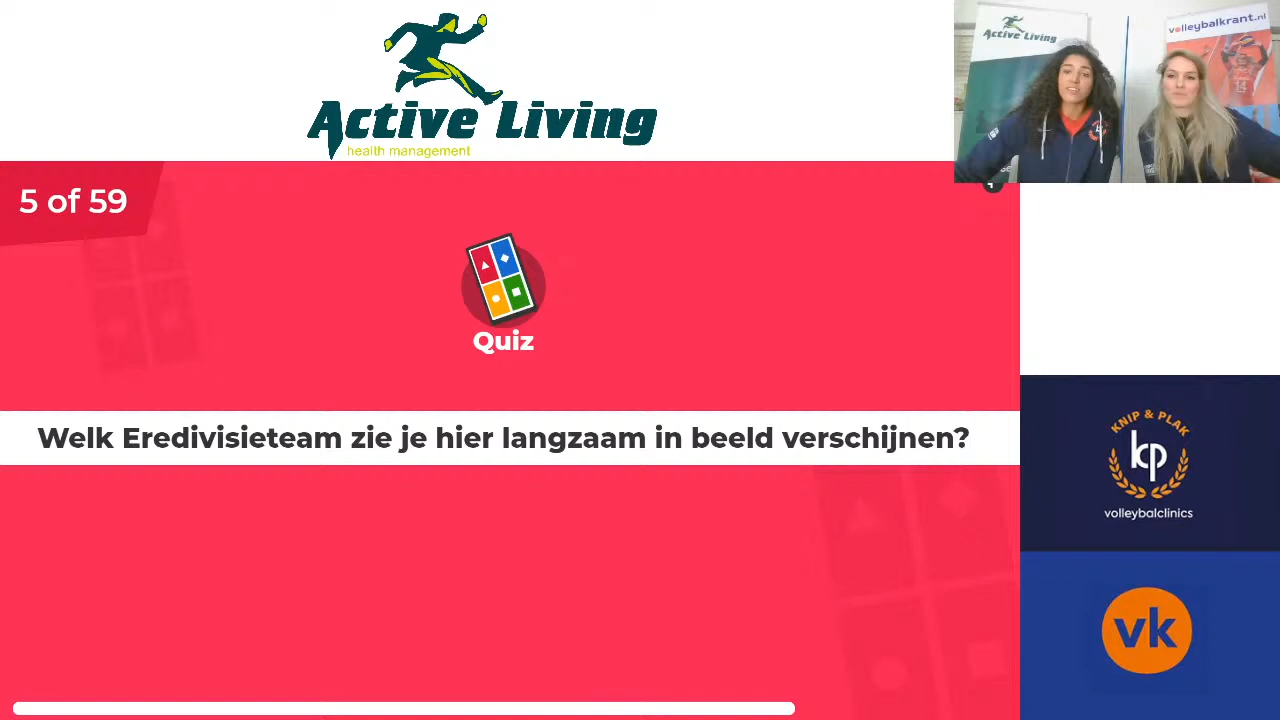 Active Living
health management
Active Living
volleybalkrant.nl
5 of 59
Quiz
Welk Eredivisieteam zie je hier langzaam in beeld verschijnen?
KNIP & PLAK
kp
volleybalclinics
vk